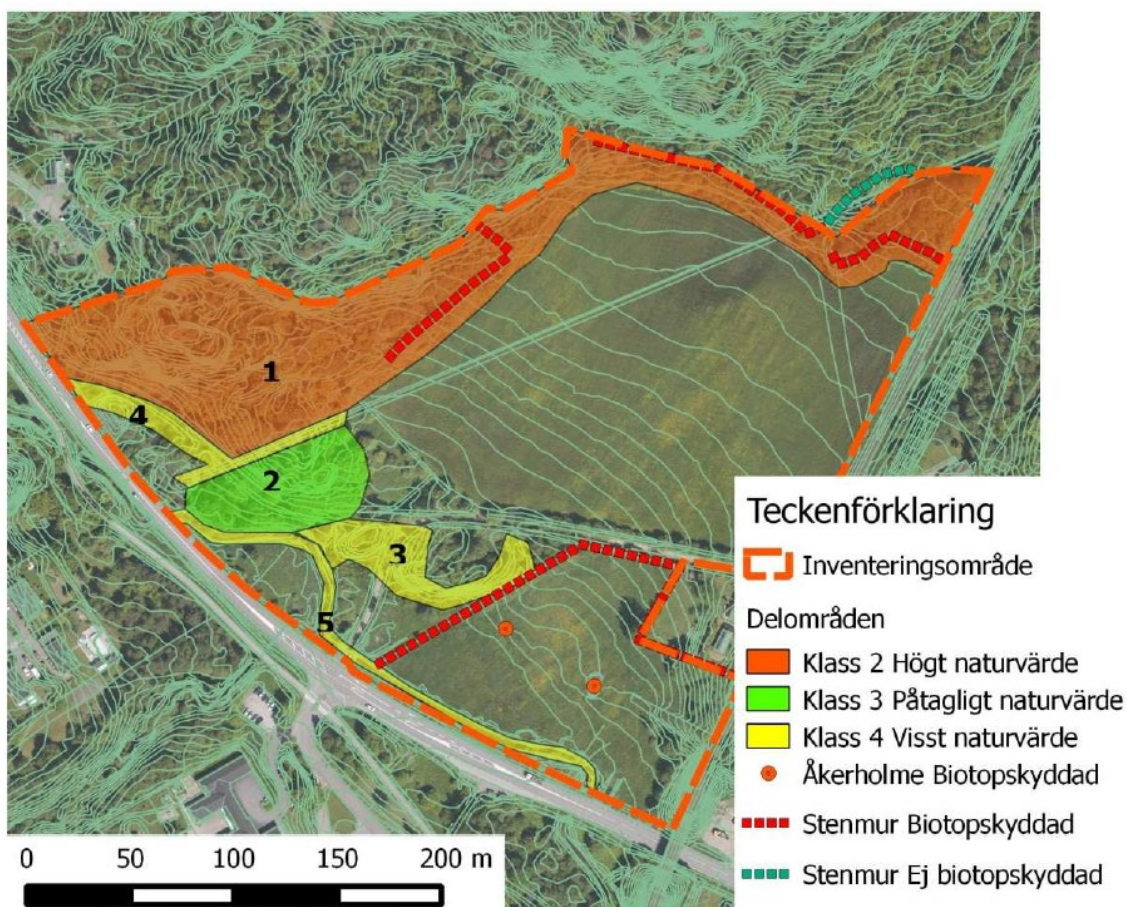 1
4
2
3
5
Teckenförklaring
Inventeringsområde
Delområden
Klass 2 Högt naturvärde
Klass 3 Påtagligt naturvärde
Klass 4 Visst naturvärde
Åkerholme Biotopskyddad
Stenmur Biotopskyddad
Stenmur Ej biotopskyddad
0 50 100 200 m